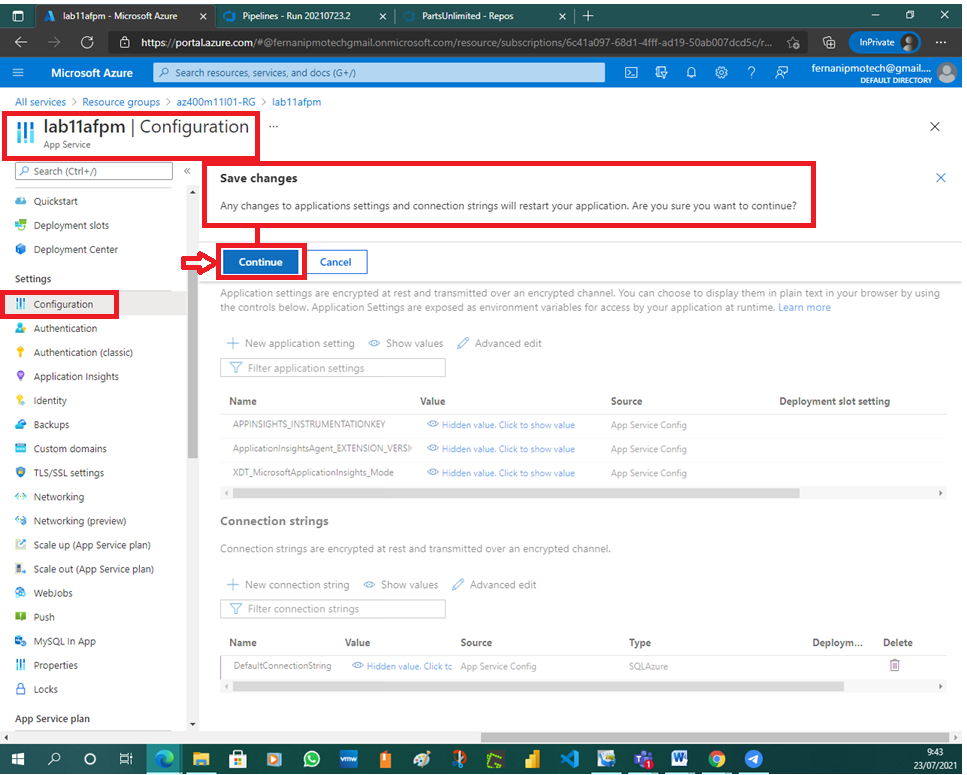 lab11afpm - Microsoft Azure
Pipelines - Run 20210723.2
PartsUnlimited - Repos
https://portal.azure.com/#@fernanipmotechgmail.onmicrosoft.com/resource/subscriptions/6c41a097-68d1-4fff-ad19-50ab007dcd5c/r...
InPrivate
Microsoft Azure
Search resources, services, and docs (G+/)
fernanipmotech@gmail....
DEFAULT DIRECTORY
All services > Resource groups > az400m11l01-RG > lab11afpm
lab11afpm | Configuration ...
App Service
Search (Ctrl+/)
«
Quickstart
Deployment slots
Deployment Center
Settings
Configuration
Authentication
Authentication (classic)
Application Insights
Identity
Backups
Custom domains
TLS/SSL settings
Networking
Networking (preview)
Scale up (App Service plan)
Scale out (App Service plan)
WebJobs
Push
MySQL In App
Properties
Locks
App Service plan
Save changes
Any changes to applications settings and connection strings will restart your application. Are you sure you want to continue?
Continue
Cancel
Application settings are encrypted at rest and transmitted over an encrypted channel. You can choose to display them in plain text in your browser by using
the controls below. Application Settings are exposed as environment variables for access by your application at runtime. Learn more
New application setting Show values Advanced edit
Filter application settings
Name Value Source Deployment slot setting
APPINSIGHTS_INSTRUMENTATIONKEY Hidden value. Click to show value App Service Config
ApplicationInsightsAgent_EXTENSION_VERSI Hidden value. Click to show value App Service Config
XDT_MicrosoftApplicationInsights_Mode Hidden value. Click to show value App Service Config
Connection strings
Connection strings are encrypted at rest and transmitted over an encrypted channel.
New connection string Show values Advanced edit
Filter connection strings
Name Value Source Type Deploym... Delete
DefaultConnectionString Hidden value. Click tc App Service Config SQLAzure
vmw
1
9:43
23/07/2021